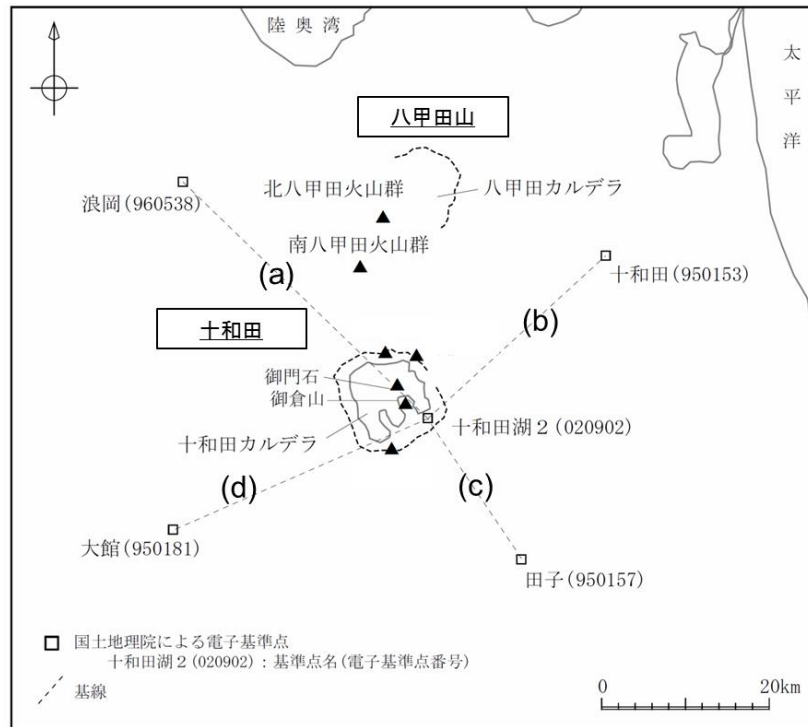 陸奥湾
太平洋
八甲田山
北八甲田火山群
八甲田カルデラ
浪岡(960538)
南八甲田火山群
(a)
十和田(950153)
(b)
十和田
御門石
御倉山
十和田湖2(020902)
十和田カルデラ
(d)
(c)
大館(950181)
田子(950157)
国土地理院による電子基準点
十和田湖2(020902):基準点名(電子基準点番号)
基線
0 20km